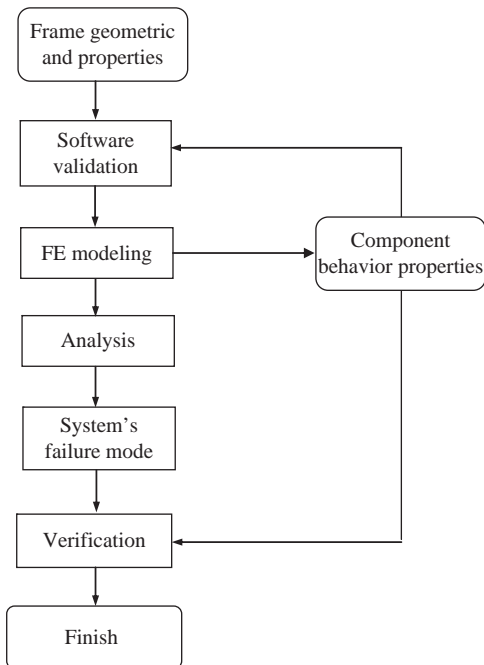 Frame geometric
and properties
Software
validation
FE modeling
Component
behavior properties
Analysis
System's
failure mode
Verification
Finish